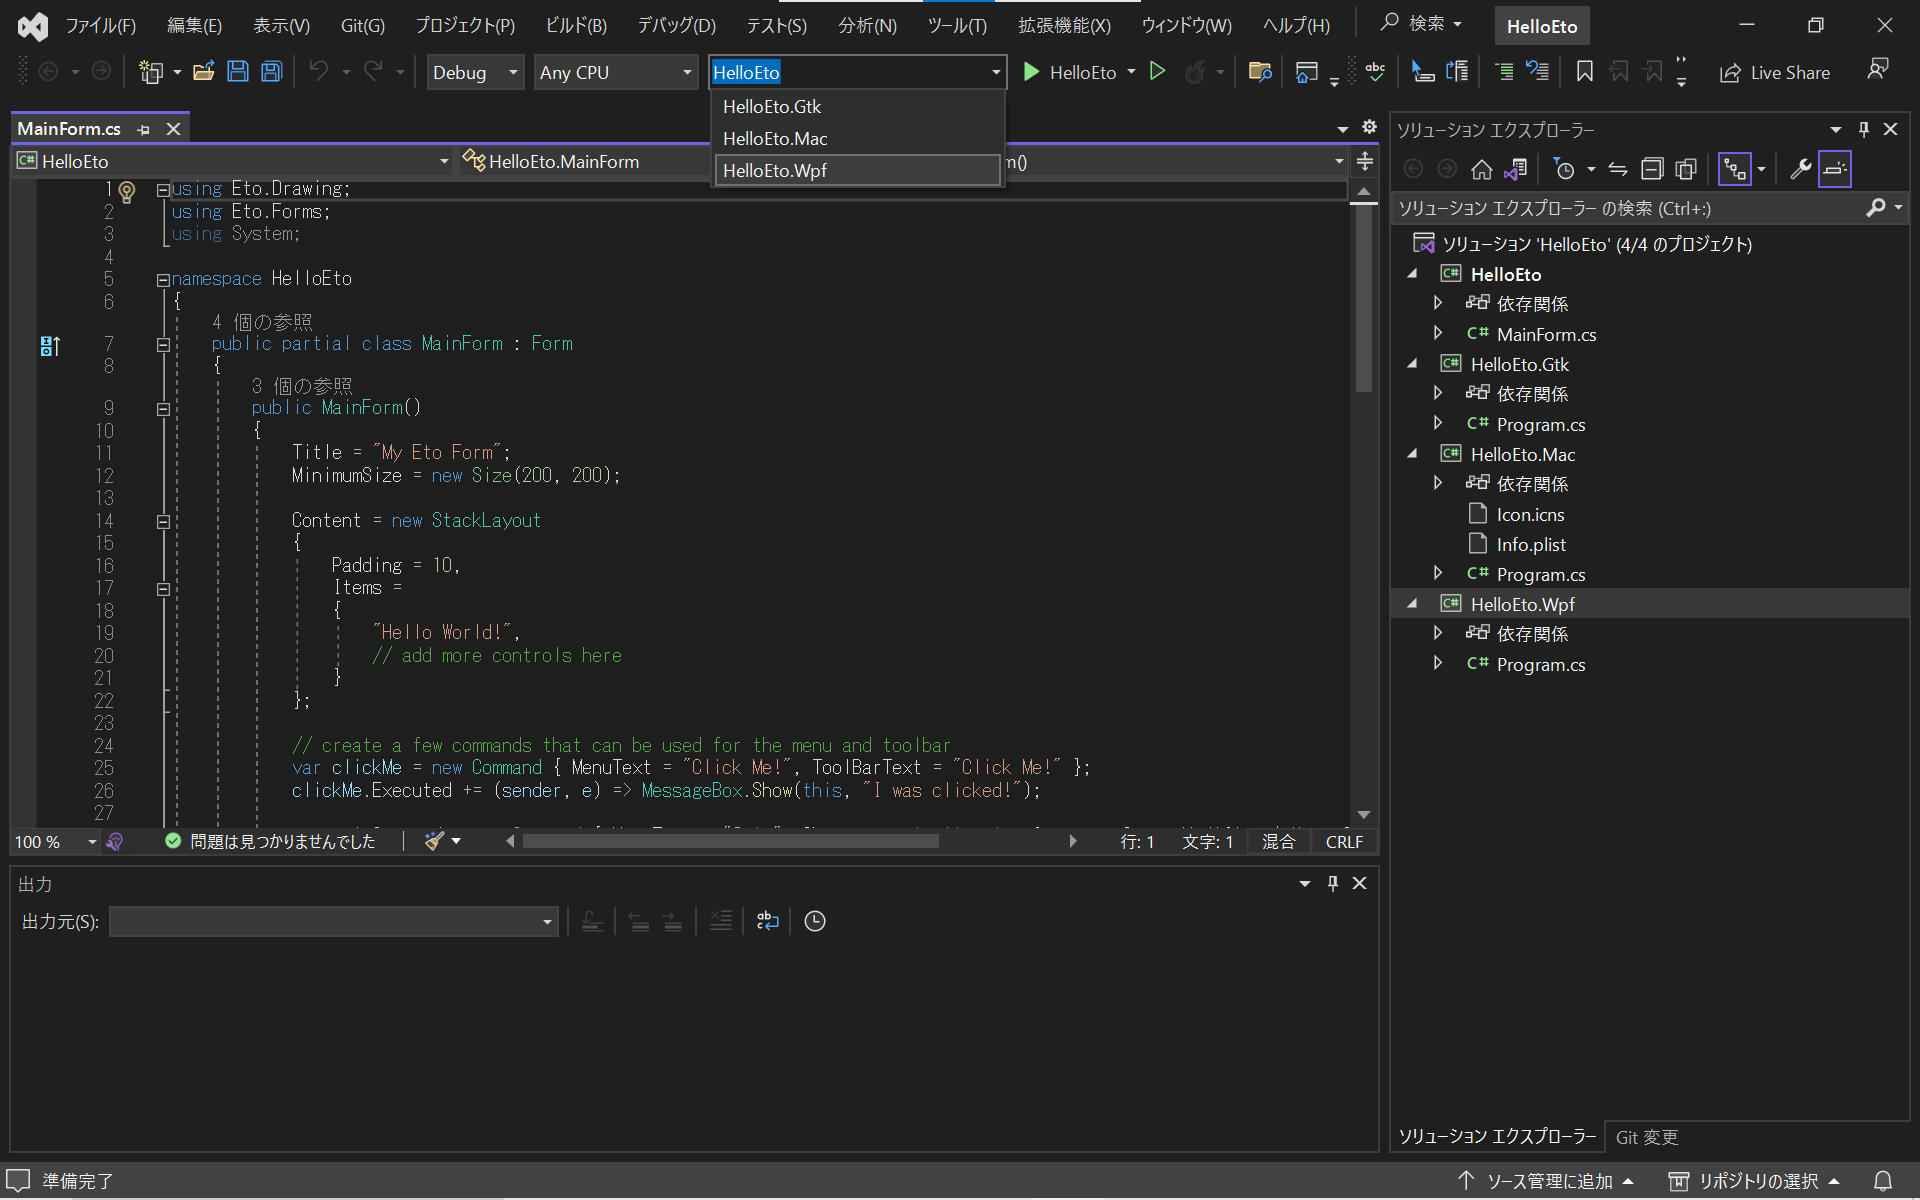 ファイル(F) 編集(E) 表示(V) Git(G) プロジェクト(P) ビルド(B) デバッグ(D) テスト(S) 分析(N) ツール(T) 拡張機能(X) ウィンドウ(W) ヘルプ(H) 検索 HelloEto
Debug Any CPU HelloEto HelloEto Live Share
HelloEto.Gtk
HelloEto.Mac
HelloEto.Wpf
MainForm.cs
HelloEto HelloEto.MainForm
1 using Eto.Drawing;
2 using Eto.Forms;
3 using System;
4
5 namespace HelloEto
6 {
4 個の参照
7 public partial class MainForm : Form
8 {
3 個の参照
9 public MainForm()
10 {
11 Title = "My Eto Form";
12 MinimumSize = new Size(200, 200);
13
14 Content = new StackLayout
15 {
16 Padding = 10,
17 Items =
18 {
19 "Hello World!",
20 // add more controls here
21 }
22 };
23
24 // create a few commands that can be used for the menu and toolbar
25 var clickMe = new Command { MenuText = "Click Me!", ToolBarText = "Click Me!" };
26 clickMe.Executed += (sender, e) => MessageBox.Show(this, "I was clicked!");
27
100 % 問題は見つかりませんでした 行: 1 文字: 1 混合 CRLF
出力
出力元(S):
ソリューション エクスプローラー
ソリューション エクスプローラー の検索 (Ctrl+:)
ソリューション 'HelloEto' (4/4 のプロジェクト)
HelloEto
依存関係
C# MainForm.cs
HelloEto.Gtk
依存関係
C# Program.cs
HelloEto.Mac
依存関係
Icon.icns
Info.plist
C# Program.cs
HelloEto.Wpf
依存関係
C# Program.cs
ソリューション エクスプローラー Git 変更
準備完了 ソース管理に追加 リポジトリの選択